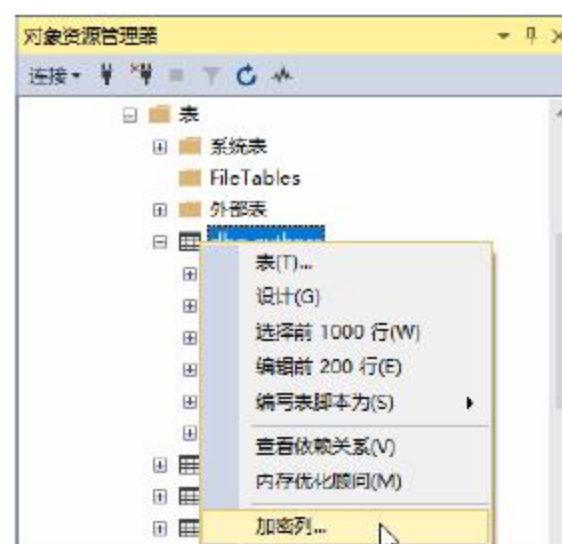 对象资源管理器
连接
表
系统表
FileTables
外部表
表(T)...
设计(G)
选择前 1000 行(W)
编辑前 200 行(E)
编写表脚本为(S)
查看依赖关系(V)
内存优化顾问(M)
加密列...